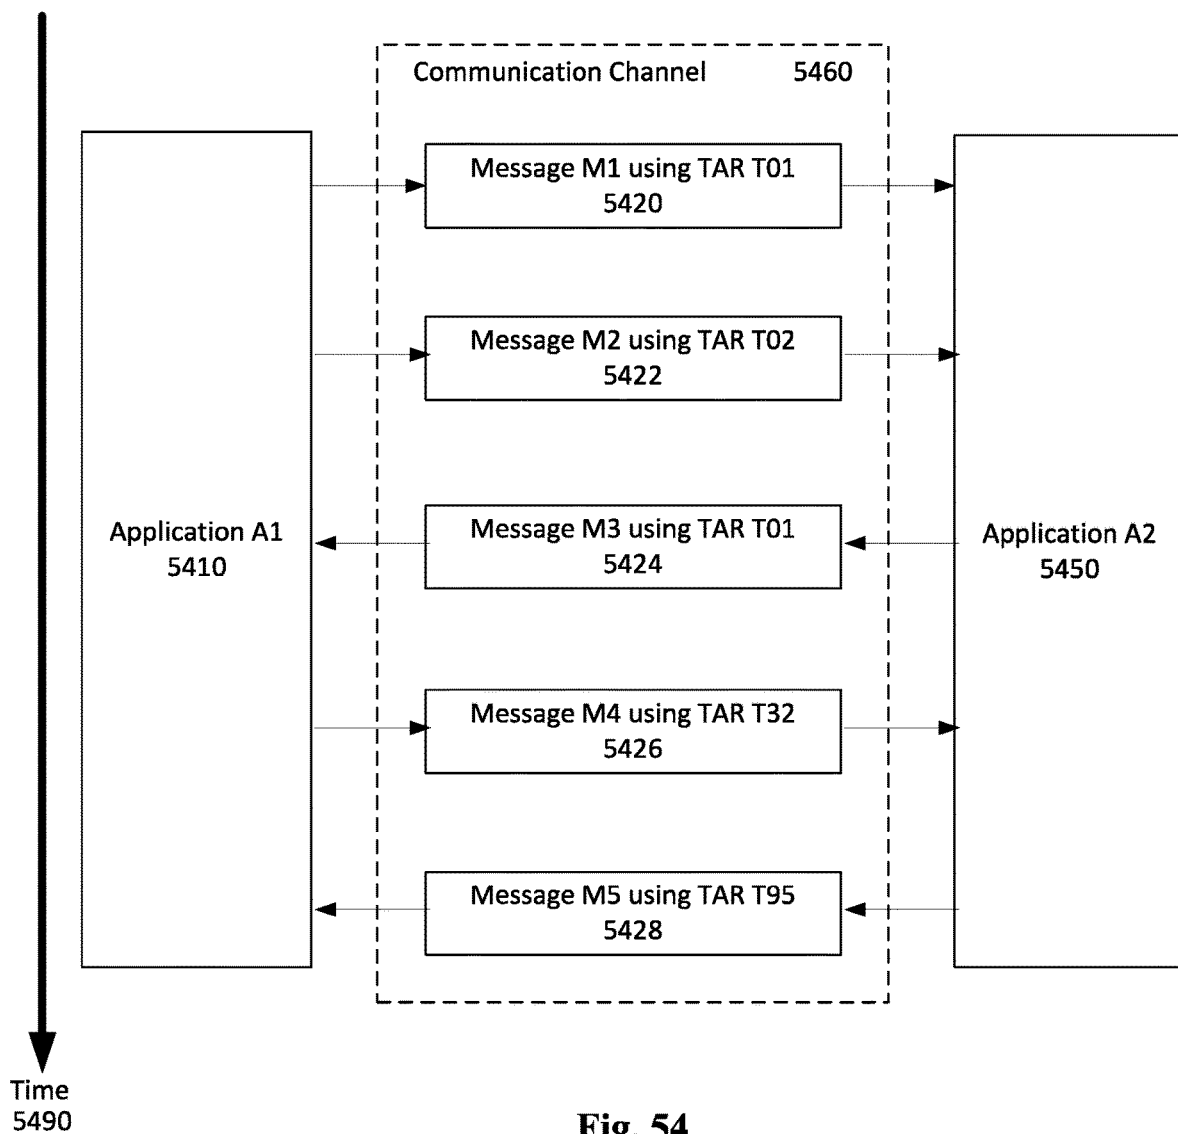 Communication Channel 5460
Message M1 using TAR T01
5420
Message M2 using TAR T02
5422
Application A1
5410
Message M3 using TAR T01
5424
Application A2
5450
Message M4 using TAR T32
5426
Message M5 using TAR T95
5428
Time
5490
Fig. 54